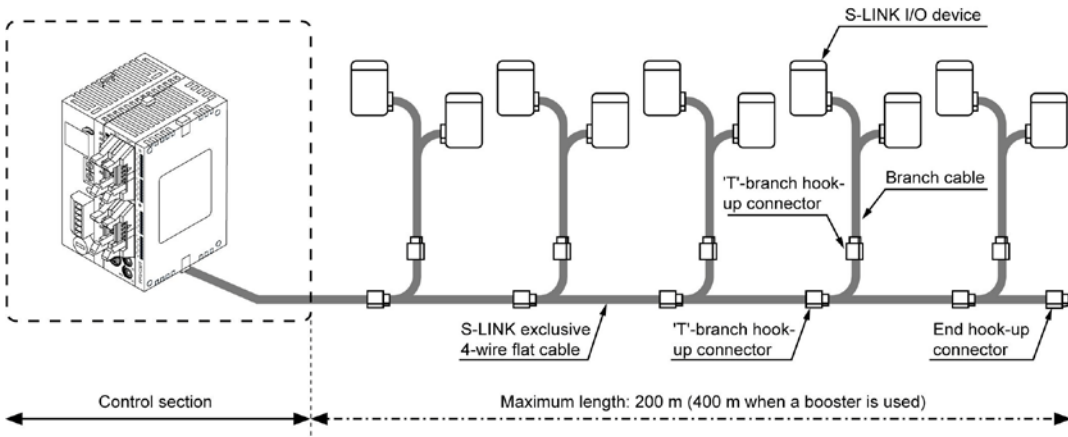 S-LINK I/O device
'T'-branch hook-
up connector
Branch cable
S-LINK exclusive
4-wire flat cable
'T'-branch hook-
up connector
End hook-up
connector
Control section
Maximum length: 200 m (400 m when a booster is used)